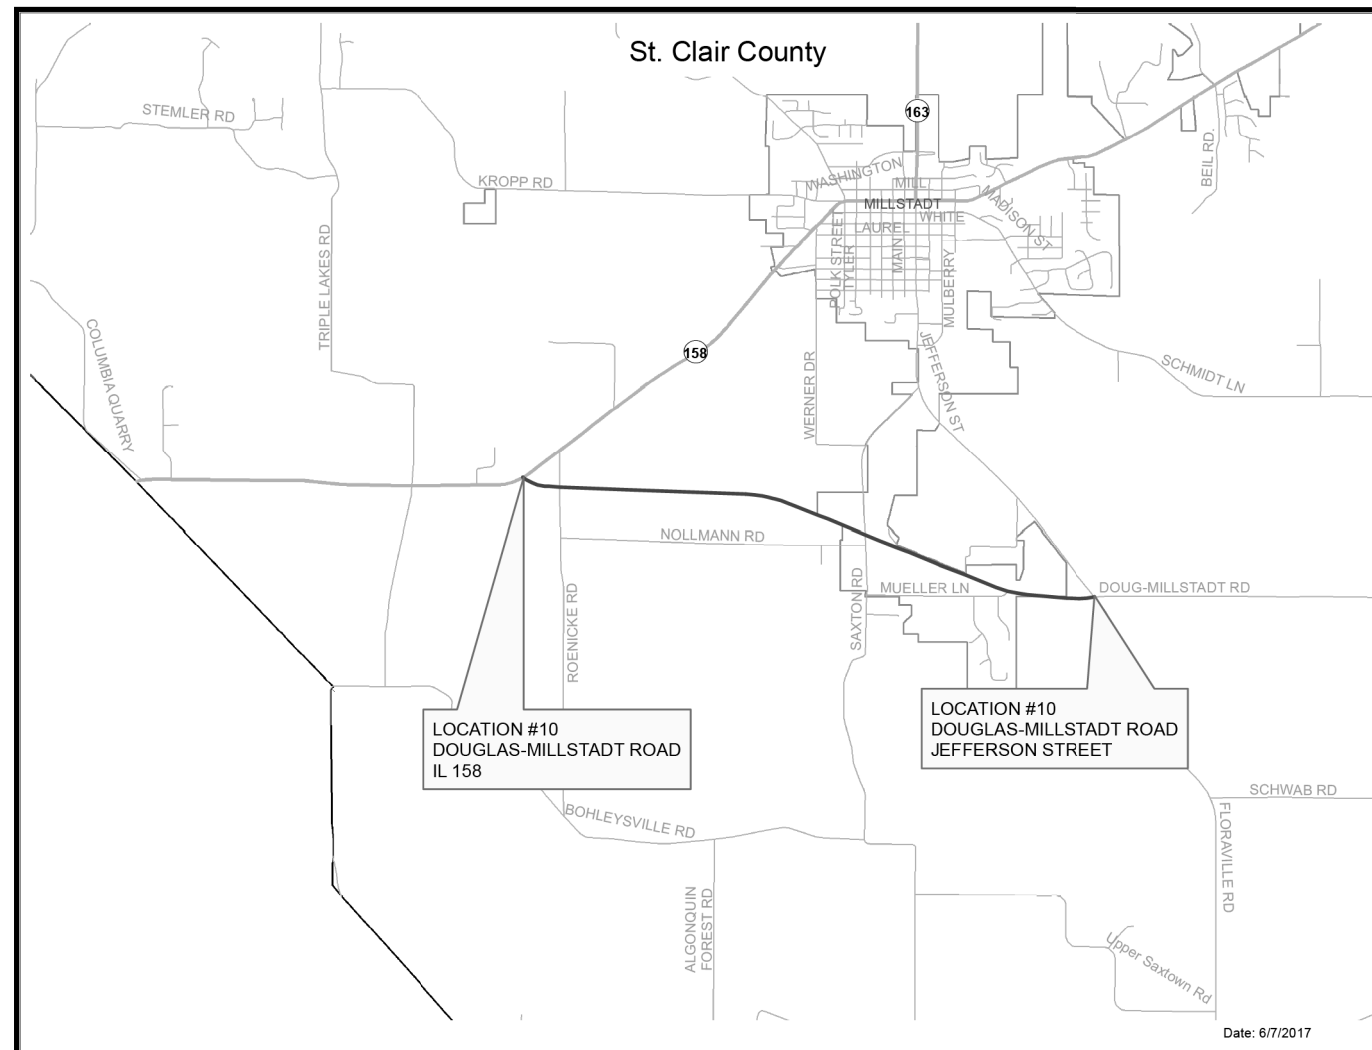 St. Clair County
163
STEMLER RD
BEIL RD.
WASHINGTON
KROPP RD
MILL
MILLSTADT
MADISON ST
WHITE
LAUREL
POLK STREET
TYLER
MAIN
MULBERRY
TRIPLE LAKES RD
COLUMBIA QUARRY
158
WERNER DR
JEFFERSON ST
SCHMIDT LN
NOLLMANN RD
MUELLER LN
DOUG-MILLSTADT RD
ROENICKE RD
SAXTON RD
LOCATION #10
DOUGLAS-MILLSTADT ROAD
IL 158
LOCATION #10
DOUGLAS-MILLSTADT ROAD
JEFFERSON STREET
SCHWAB RD
BOHLEYSVILLE RD
FLORAVILLE RD
ALGONQUIN
FOREST RD
Upper Saxtown Rd
Date: 6/7/2017